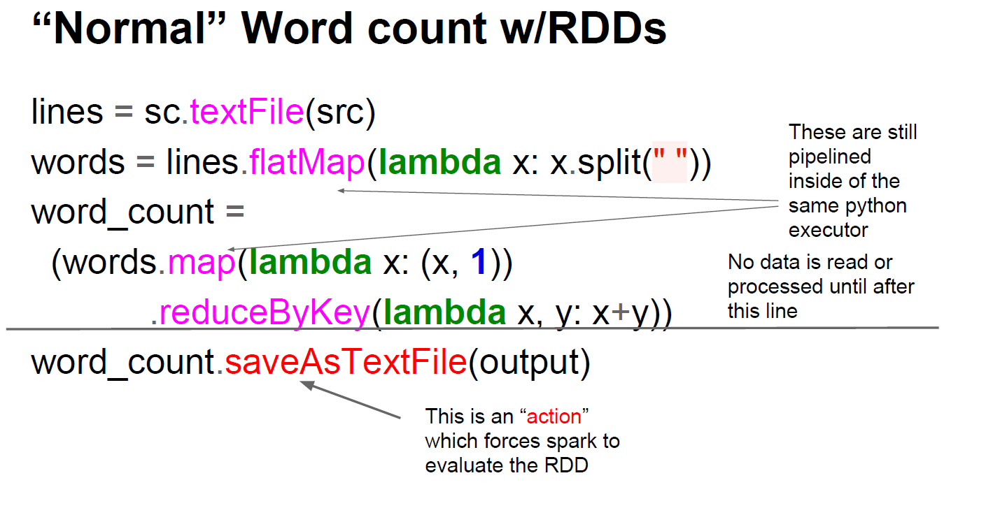 “Normal” Word count w/RDDs
lines = sc.textFile(src)
words = lines.flatMap(lambda x: x.split(" "))
word_count =
(words.map(lambda x: (x, 1))
.reduceByKey(lambda x, y: x+y))
word_count.saveAsTextFile(output)
These are still
pipelined
inside of the
same python
executor
No data is read or
processed until after
this line
This is an “action”
which forces spark to
evaluate the RDD